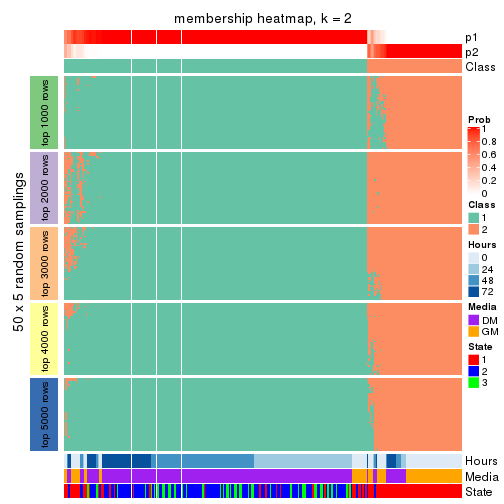 membership heatmap, k = 2
p1
p2
Class
50 x 5 random samplings
top 1000 rows
top 2000 rows
top 3000 rows
top 4000 rows
top 5000 rows
Prob
1
0.8
0.6
0.4
0.2
0
Class
1
2
Hours
0
24
48
72
Media
DM
GM
State
1
2
3
Hours
Media
State